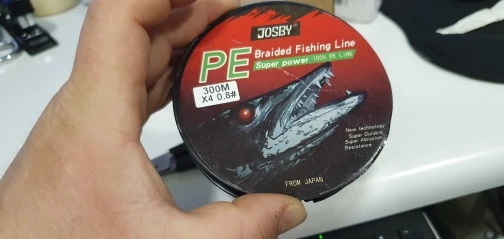 JOSBY
PE
Braided Fishing Line
Super power 100% PE LINE
300M
X4 0.8#
New technology
Super Durable
Super Abrasion
Resistance
FROM JAPAN